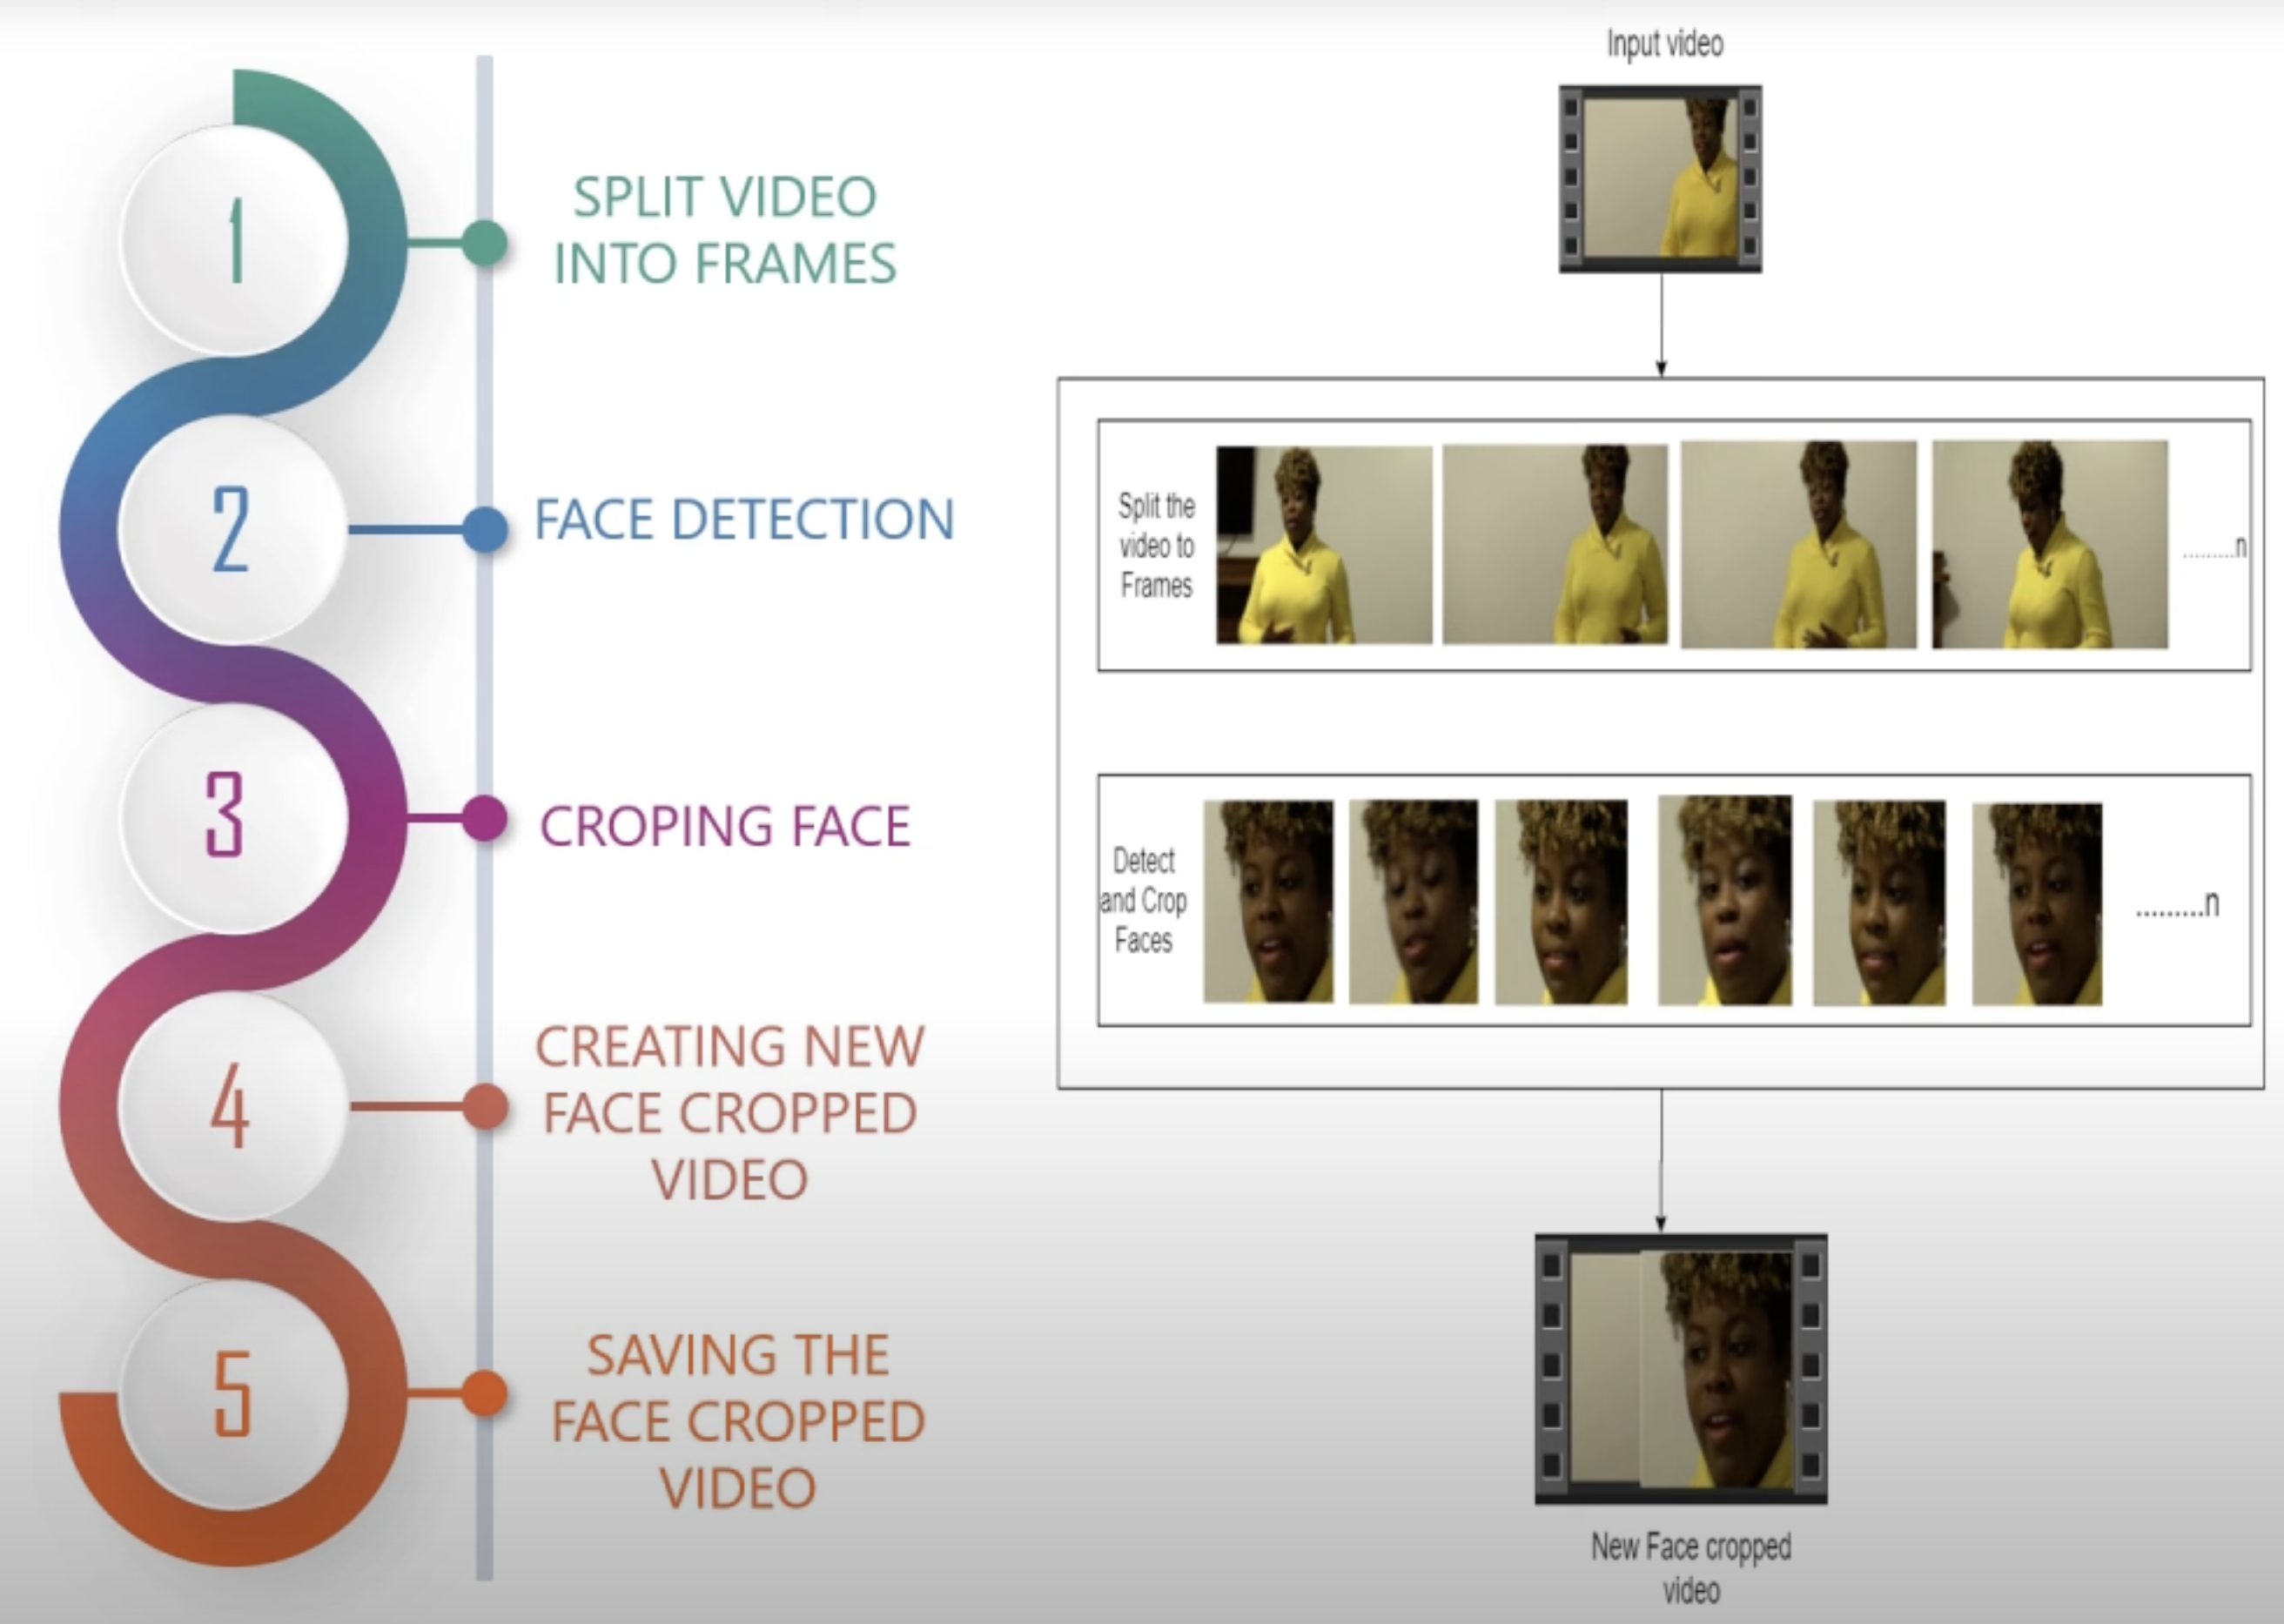 1
SPLIT VIDEO
INTO FRAMES
2
FACE DETECTION
3
CROPING FACE
4
CREATING NEW
FACE CROPPED
VIDEO
5
SAVING THE
FACE CROPPED
VIDEO
Input video
Split the
video to
Frames
.........n
Detect
and Crop
Faces
.........n
New Face cropped
video